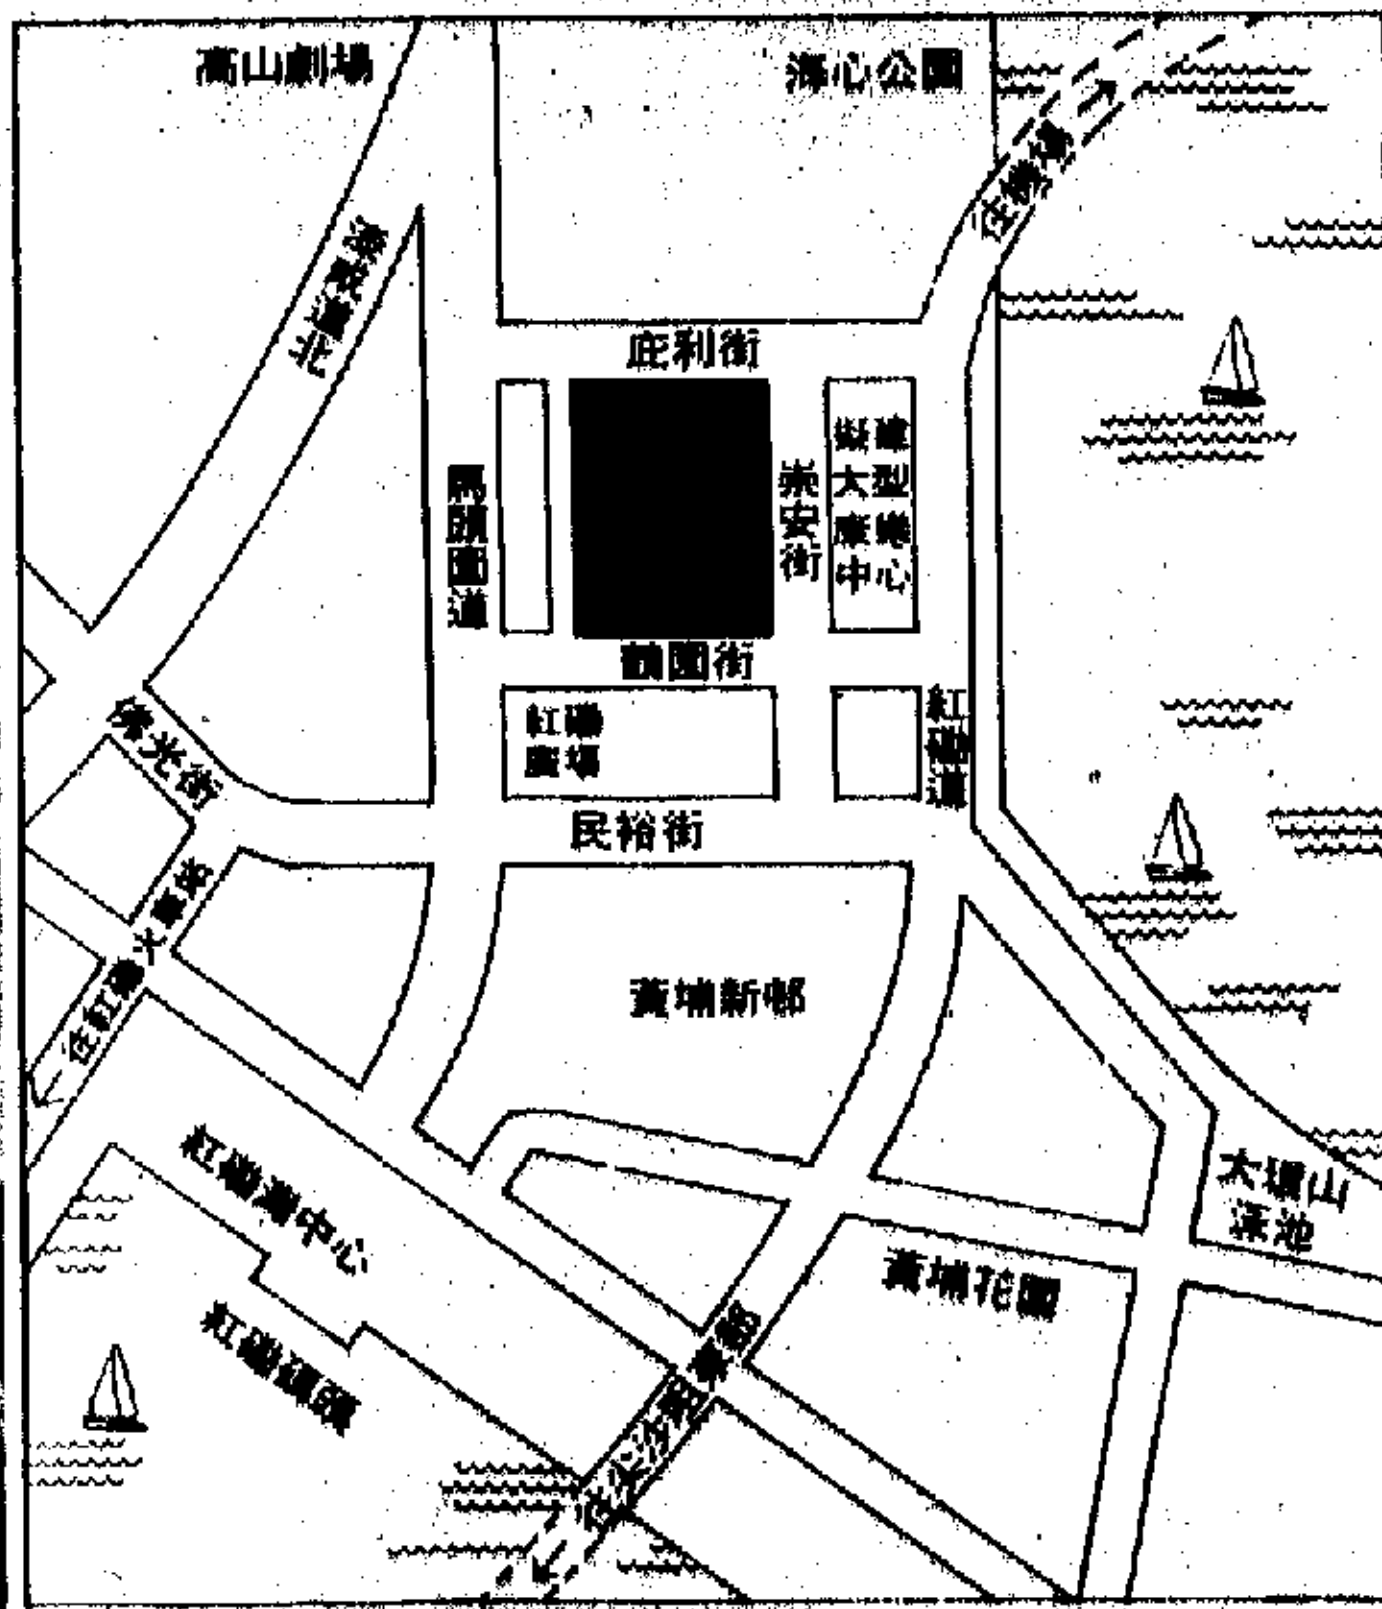 高山劇場
海心公園
往機場
漆咸道北
庇利街
馬頭圍道
崇安街
擬建
大型
康樂
中心
鶴園街
紅磡
廣場
紅磡道
佛光街
民裕街
往紅磡火車站
黃埔新邨
紅磡灣中心
大環山
泳池
黃埔花園
紅磡碼頭
往尖沙咀東部